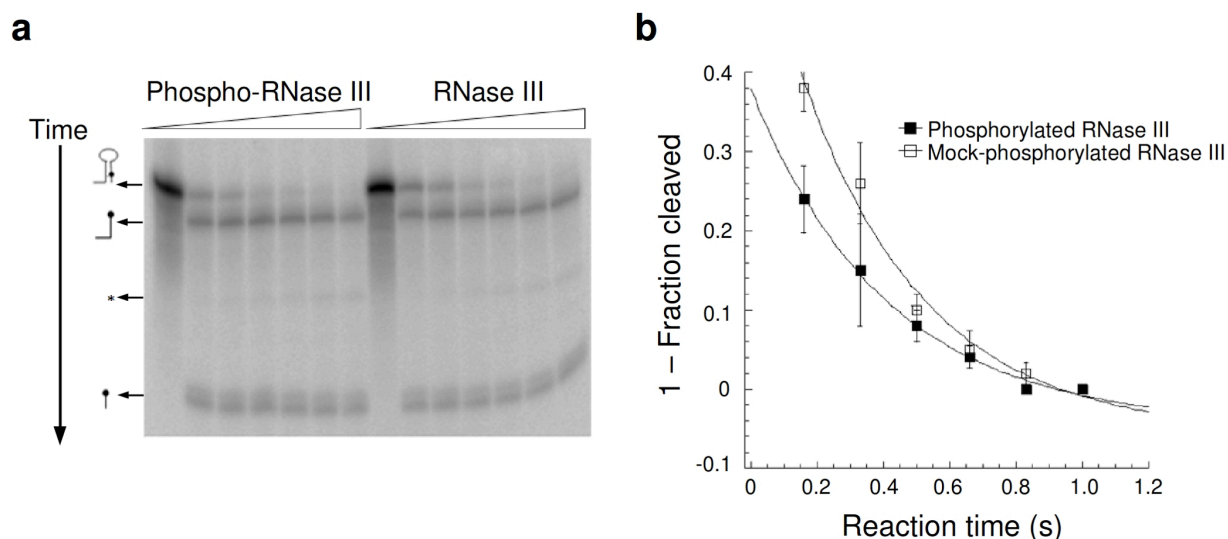 a
Phospho-RNase III
RNase III
Time
*
b
0.4
0.3
0.2
0.1
0
-0.1
1 – Fraction cleaved
Phosphorylated RNase III
Mock-phosphorylated RNase III
0
0.2
0.4
0.6
0.8
1.0
1.2
Reaction time (s)